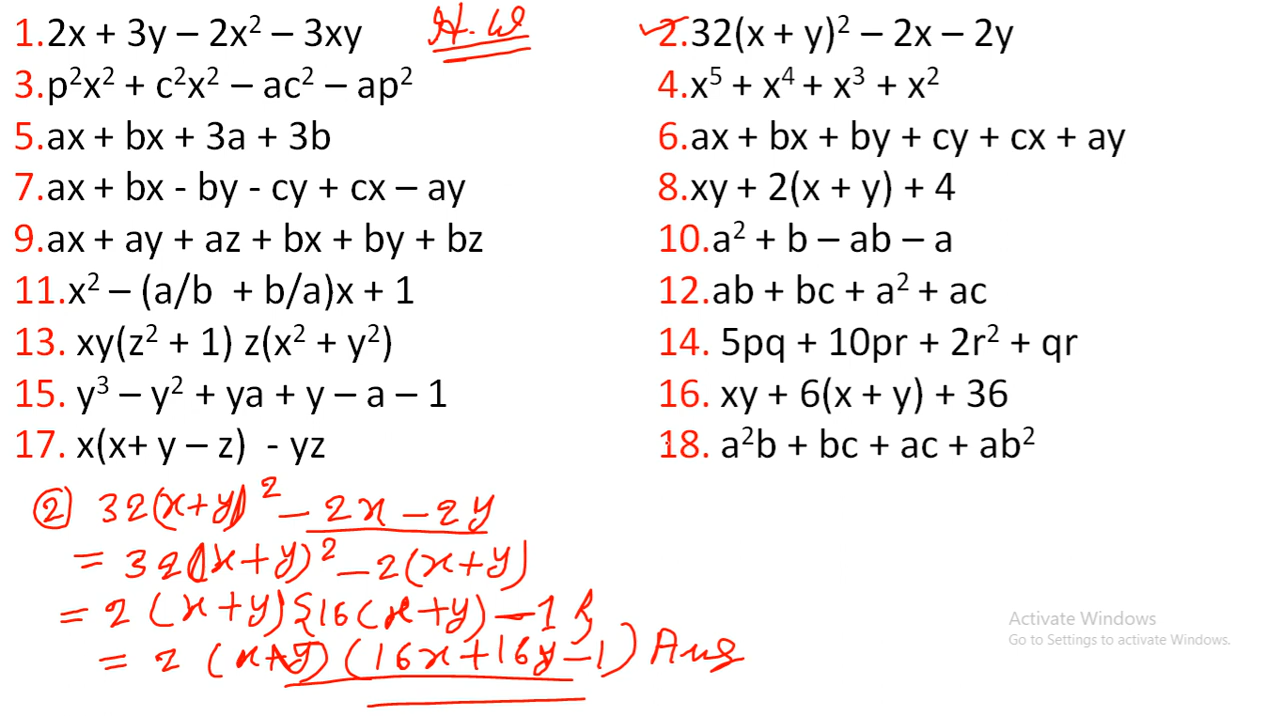 1.2x + 3y – 2x² – 3xy H.W
2.32(x + y)² – 2x – 2y
3.p²x² + c²x² – ac² – ap²
4.x⁵ + x⁴ + x³ + x²
5.ax + bx + 3a + 3b
6.ax + bx + by + cy + cx + ay
7.ax + bx - by - cy + cx – ay
8.xy + 2(x + y) + 4
9.ax + ay + az + bx + by + bz
10.a² + b – ab – a
11.x² – (a/b + b/a)x + 1
12.ab + bc + a² + ac
13. xy(z² + 1) z(x² + y²)
14. 5pq + 10pr + 2r² + qr
15. y³ – y² + ya + y – a – 1
16. xy + 6(x + y) + 36
17. x(x+ y – z) - yz
18. a²b + bc + ac + ab²
② 32(x+y)² – 2x – 2y
= 32(x+y)² – 2(x+y)
= 2(x+y){16(x+y) – 1}
= 2(x+y)(16x+16y–1) Ans
Activate Windows
Go to Settings to activate Windows.